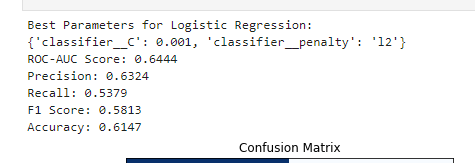 Best Parameters for Logistic Regression:
{'classifier__C': 0.001, 'classifier__penalty': 'l2'}
ROC-AUC Score: 0.6444
Precision: 0.6324
Recall: 0.5379
F1 Score: 0.5813
Accuracy: 0.6147
Confusion Matrix